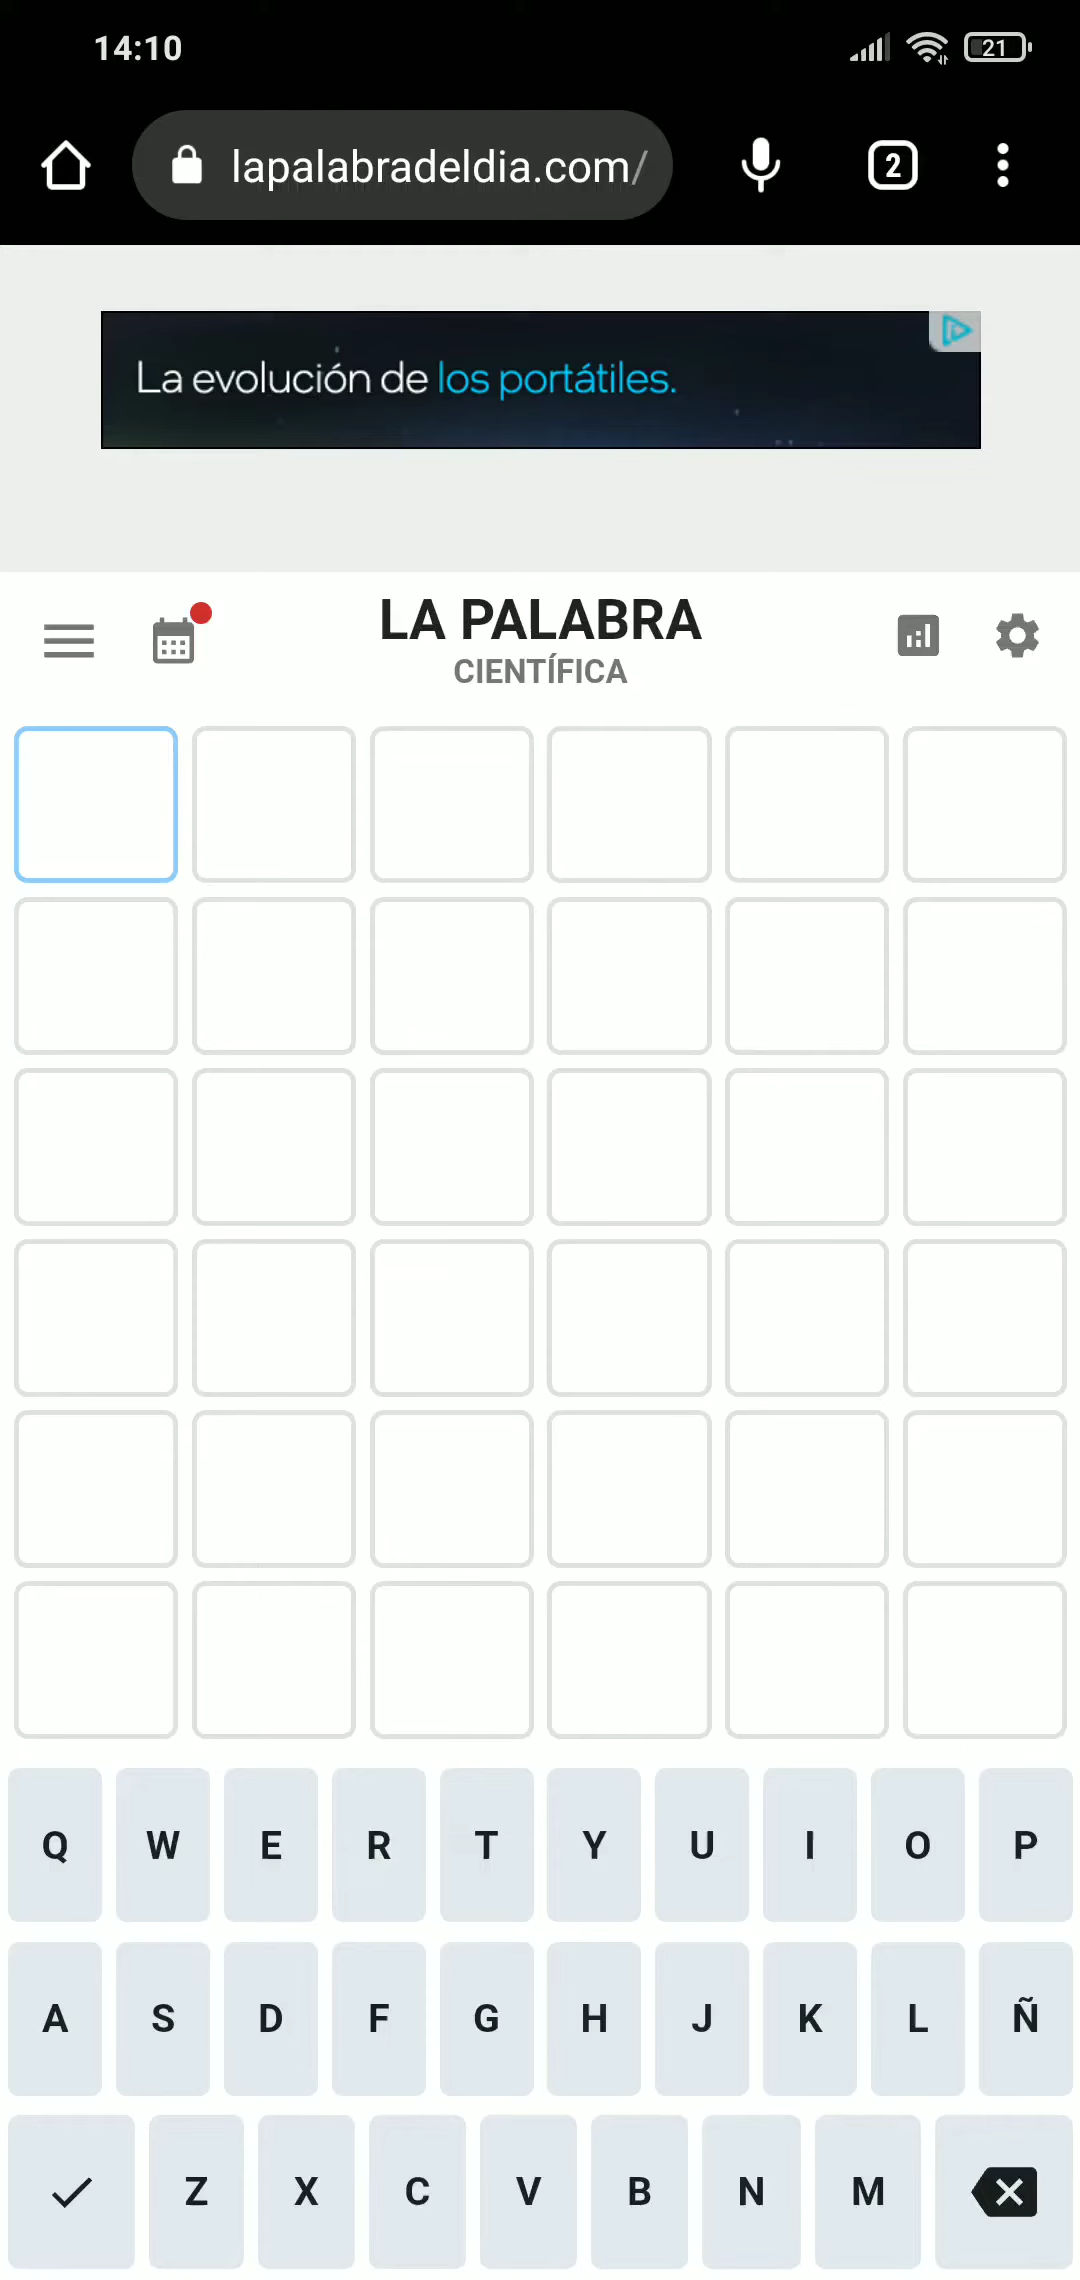 14:10
21
lapalabradeldia.com/
2
La evolución de los portátiles.
LA PALABRA
CIENTÍFICA
Q W E R T Y U I O P
A S D F G H J K L Ñ
Z X C V B N M